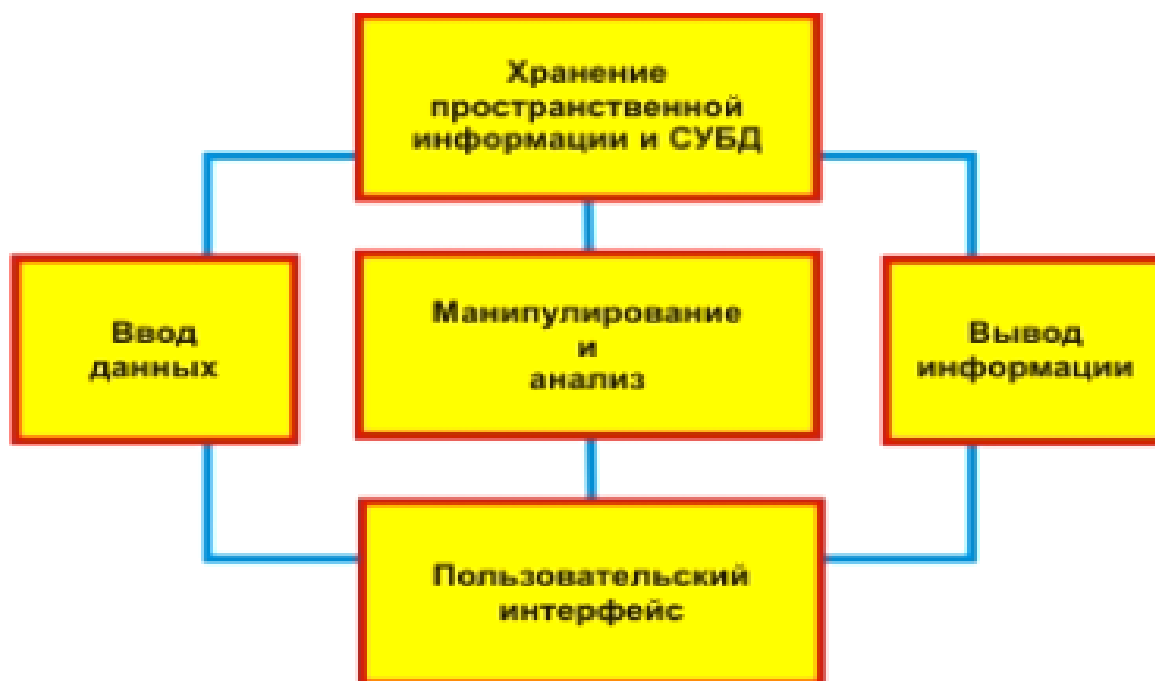 Хранение
пространственной
информации и СУБД
Ввод
данных
Манипулирование
и
анализ
Вывод
информации
Пользовательский
интерфейс